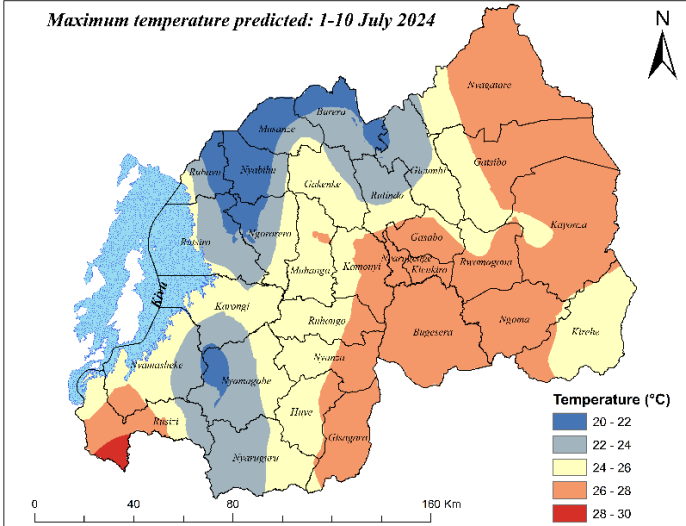 Maximum temperature predicted: 1-10 July 2024
N
Nyagatare
Burera
Musanze
Rubavu
Nyabihu
Gakenke
Gicumbi
Gatsibo
Rulindo
Kayonza
Rutsiro
Ngororero
Gasabo
Muhanga
Kamonyi
Nyarugenge
Kicukiro
Rwamagana
Kivu
Karongi
Ruhango
Bugesera
Ngoma
Kirehe
Nyamasheke
Nyamagabe
Nyanza
Rusizi
Huye
Gisagara
Nyaruguru
Temperature (°C)
20 - 22
22 - 24
24 - 26
26 - 28
28 - 30
0 40 80 160 Km